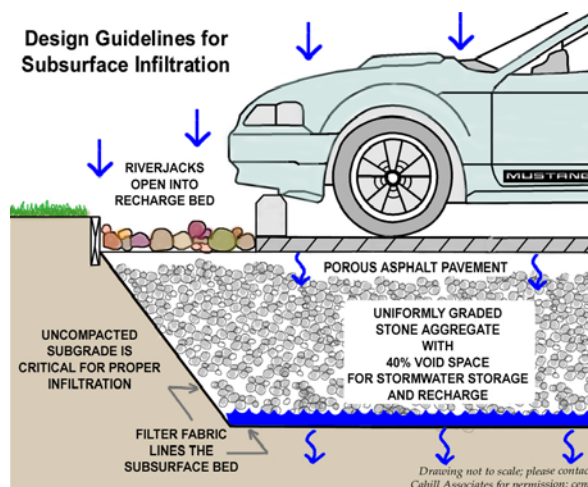 Design Guidelines for
Subsurface Infiltration
RIVERJACKS
OPEN INTO
RECHARGE BED
MUSTANG
POROUS ASPHALT PAVEMENT
UNIFORMLY GRADED
STONE AGGREGATE
WITH
40% VOID SPACE
FOR STORMWATER STORAGE
AND RECHARGE
UNCOMPACTED
SUBGRADE IS
CRITICAL FOR PROPER
INFILTRATION
FILTER FABRIC
LINES THE
SUBSURFACE BED
Drawing not to scale; please contac
Cahill Associates for permission: